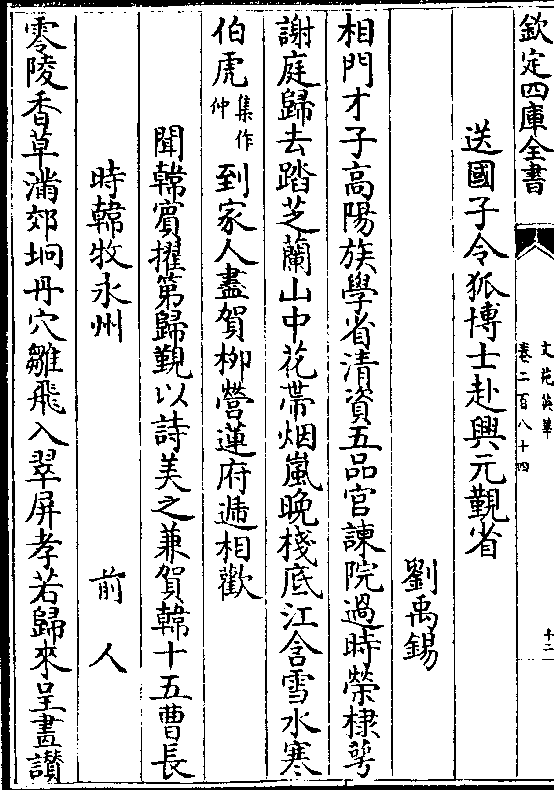 欽定四庫全書
文苑英華
卷二百八十四
十三
送國子令狐博士赴興元覲省
劉禹錫
相門才子高陽族學省清資五品官諫院過時榮棣萼
謝庭歸去踏芝蘭山中花帶烟嵐晚棧底江含雪水寒
伯虎集作仲到家人盡賀柳營蓮府遞相歡
聞韓賓擢第歸覲以詩美之兼賀韓十五曹長
時韓牧永州 前人
零陵香草滿郊坰丹穴雛飛入翠屏孝若歸來呈畫讃